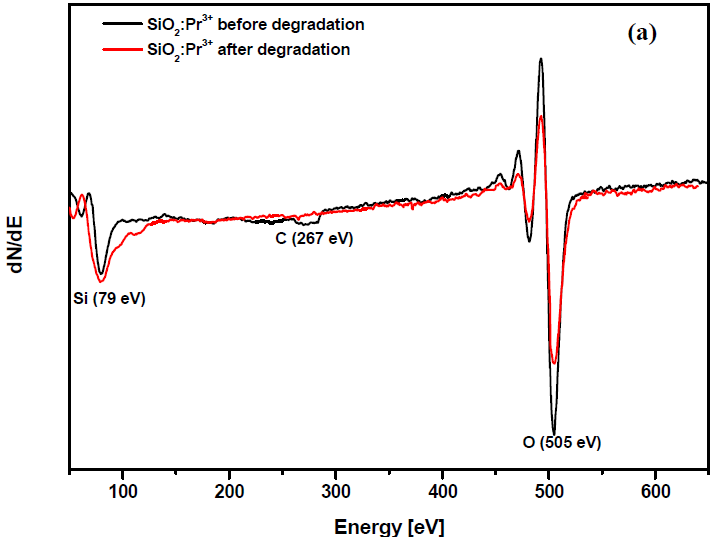 SiO₂:Pr³⁺ before degradation
SiO₂:Pr³⁺ after degradation
(a)
dN/dE
C (267 eV)
Si (79 eV)
O (505 eV)
100 200 300 400 500 600
Energy [eV]